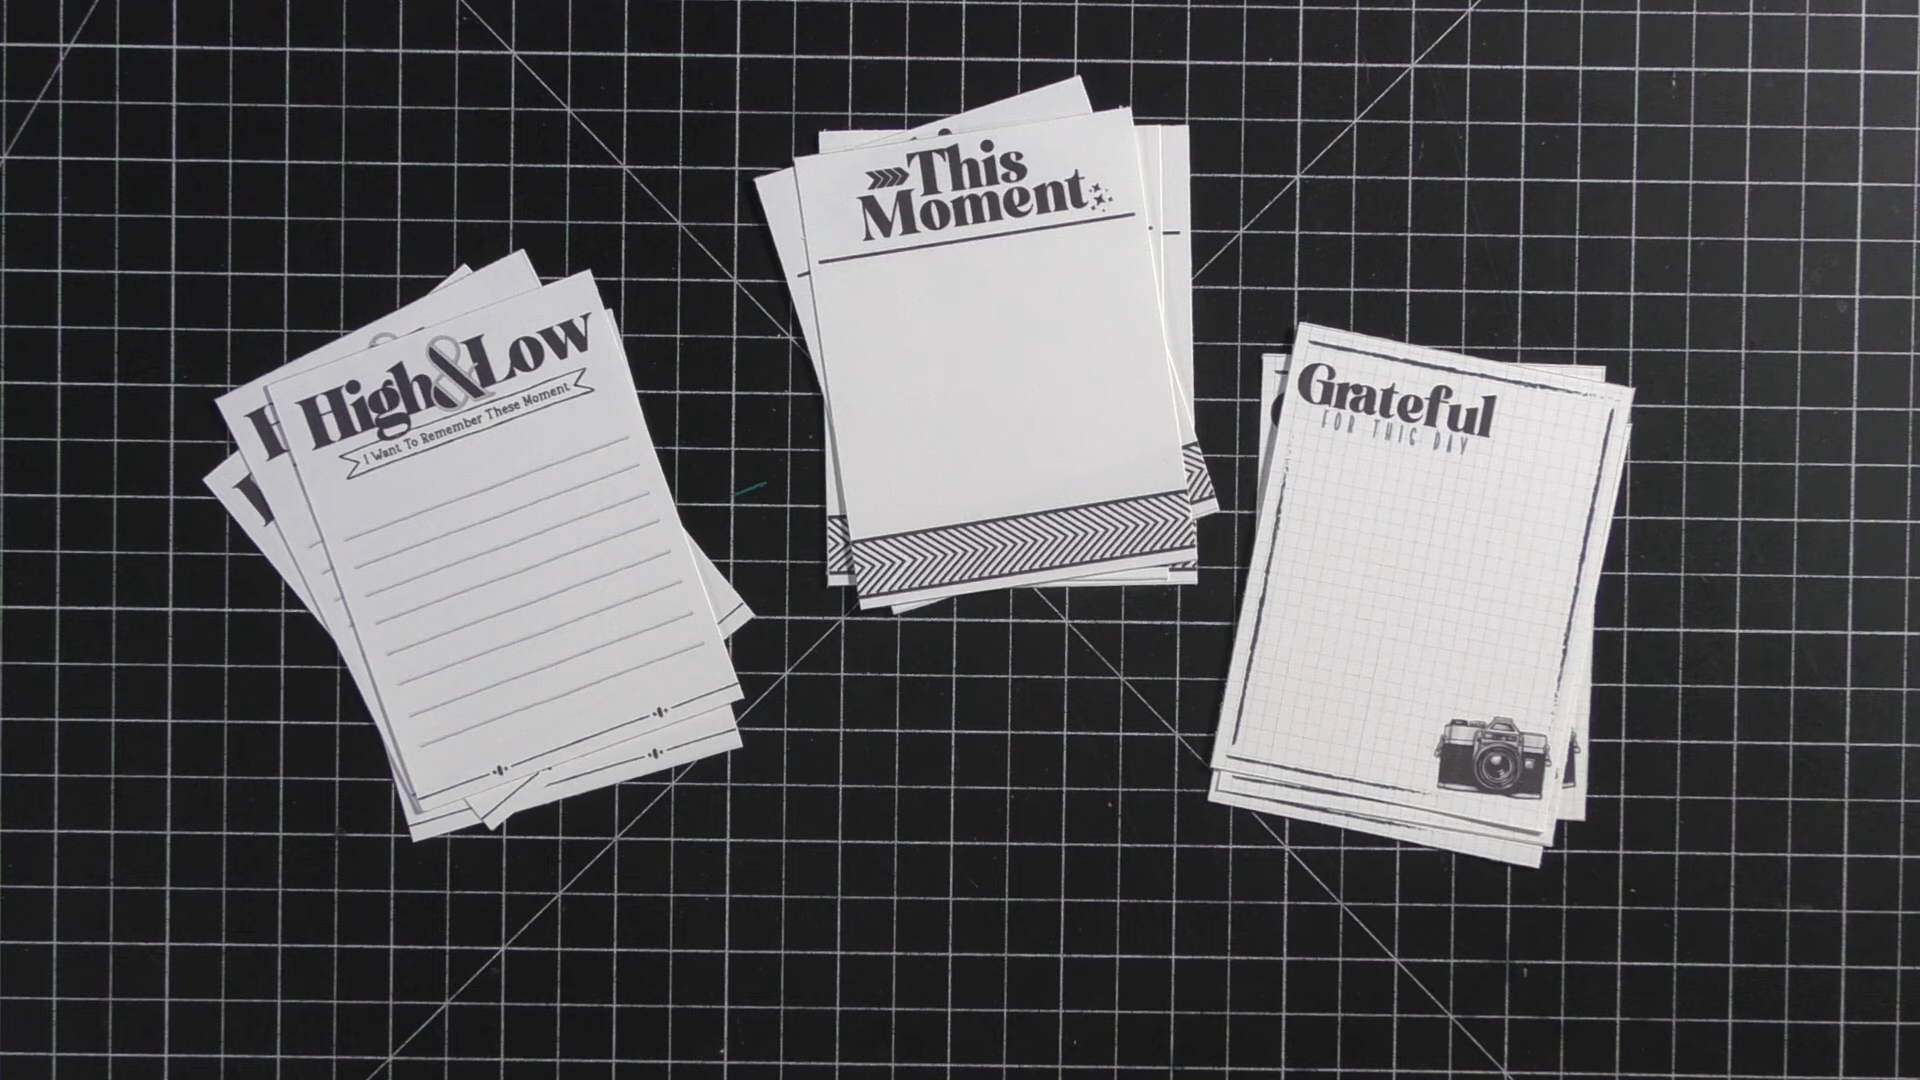 High & Low
I Want To Remember These Moment
This
Moment
Grateful
FOR THIS DAY